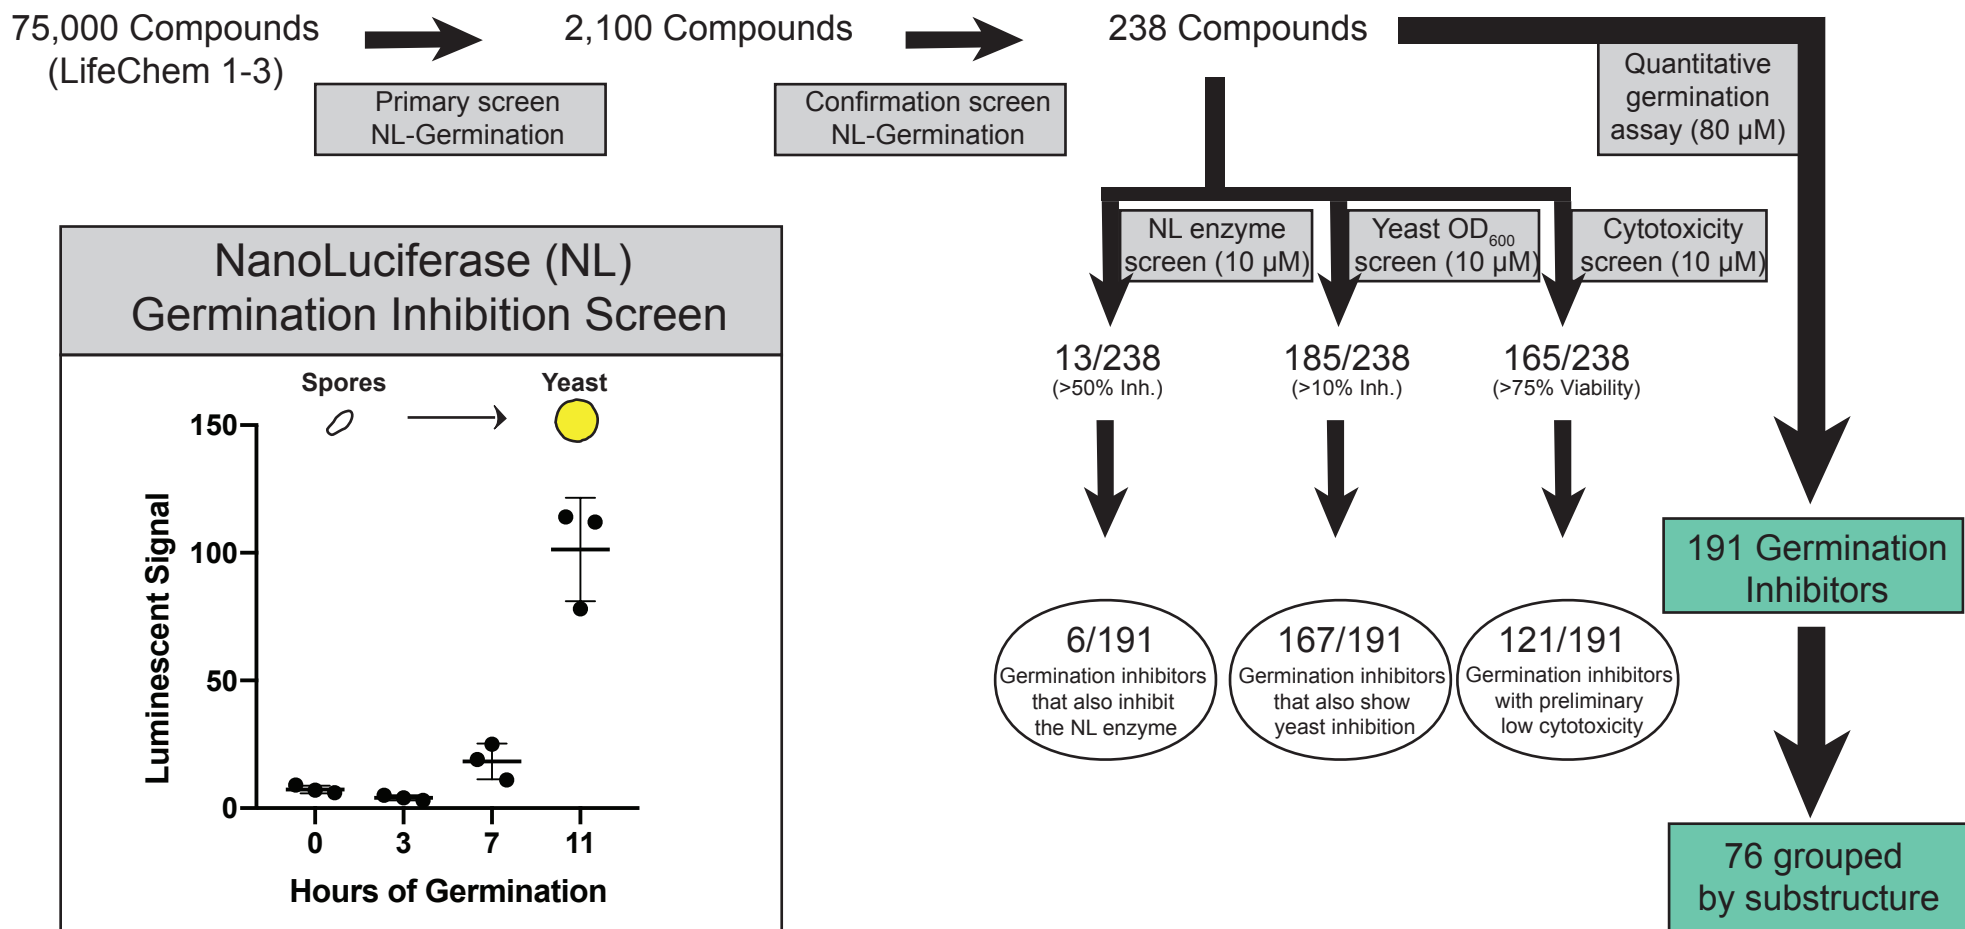 75,000 Compounds
(LifeChem 1-3)
Primary screen
NL-Germination
2,100 Compounds
Confirmation screen
NL-Germination
238 Compounds
Quantitative
germination
assay (80 µM)
NL enzyme
screen (10 µM)
Yeast OD600
screen (10 µM)
Cytotoxicity
screen (10 µM)
13/238
(>50% Inh.)
185/238
(>10% Inh.)
165/238
(>75% Viability)
6/191
Germination inhibitors
that also inhibit
the NL enzyme
167/191
Germination inhibitors
that also show
yeast inhibition
121/191
Germination inhibitors
with preliminary
low cytotoxicity
191 Germination
Inhibitors
76 grouped
by substructure
NanoLuciferase (NL)
Germination Inhibition Screen
Spores
Yeast
150
100
50
0
Luminescent Signal
0 3 7 11
Hours of Germination